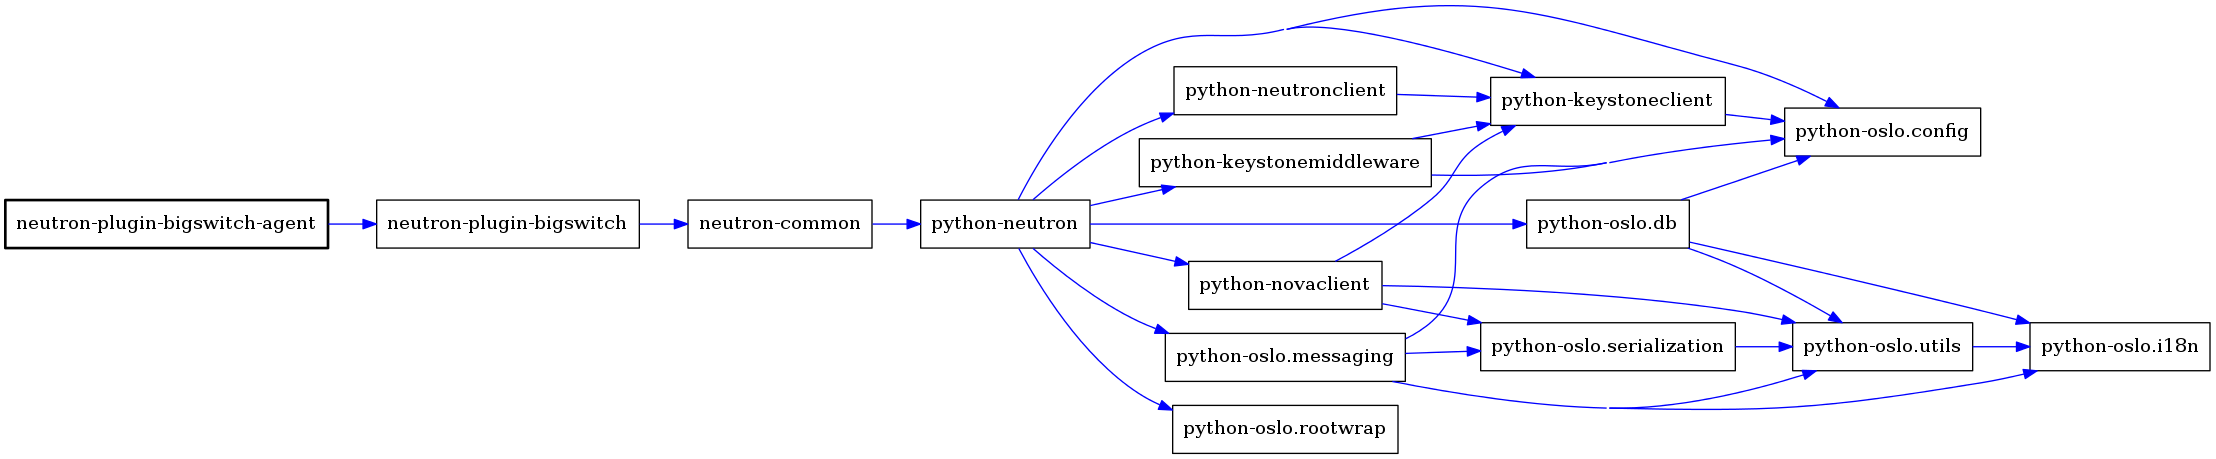 neutron-plugin-bigswitch-agent
neutron-plugin-bigswitch
neutron-common
python-neutron
python-neutronclient
python-keystonemiddleware
python-novaclient
python-oslo.messaging
python-oslo.rootwrap
python-keystoneclient
python-oslo.db
python-oslo.serialization
python-oslo.config
python-oslo.utils
python-oslo.i18n